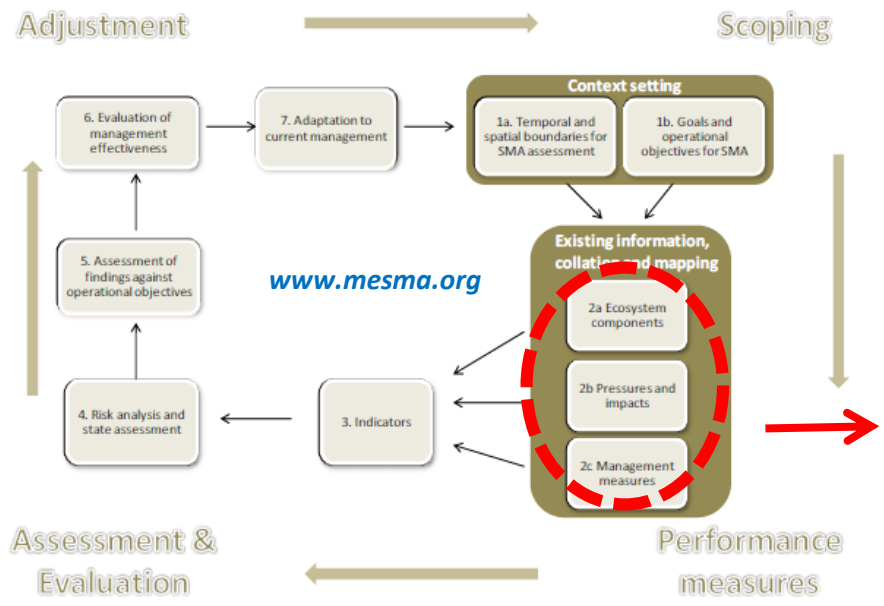 Adjustment
Scoping
Context setting
6. Evaluation of
management
effectiveness
7. Adaptation to
current management
1a. Temporal and
spatial boundaries for
SMA assessment
1b. Goals and
operational
objectives for SMA
5. Assessment of
findings against
operational objectives
www.mesma.org
Existing information,
collation and mapping
2a Ecosystem
components
2b Pressures and
impacts
2c Management
measures
4. Risk analysis and
state assessment
3. Indicators
Assessment &
Evaluation
Performance
measures